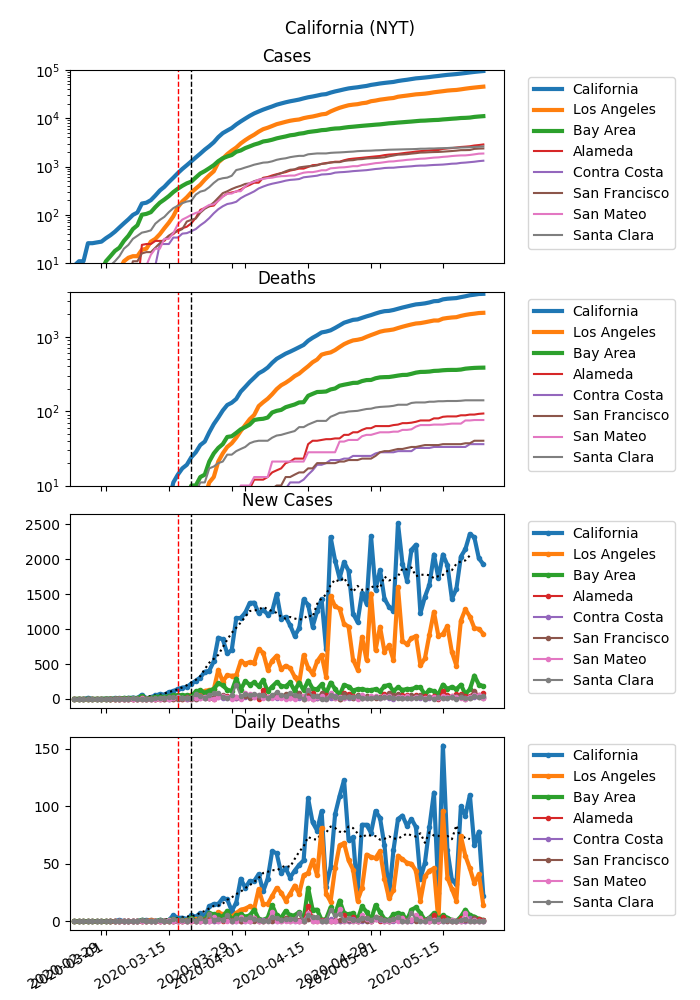 California (NYT)
Cases
10^5
10^4
10^3
10^2
10^1
California
Los Angeles
Bay Area
Alameda
Contra Costa
San Francisco
San Mateo
Santa Clara
Deaths
10^3
10^2
10^1
California
Los Angeles
Bay Area
Alameda
Contra Costa
San Francisco
San Mateo
Santa Clara
New Cases
2500
2000
1500
1000
500
0
California
Los Angeles
Bay Area
Alameda
Contra Costa
San Francisco
San Mateo
Santa Clara
Daily Deaths
150
100
50
0
California
Los Angeles
Bay Area
Alameda
Contra Costa
San Francisco
San Mateo
Santa Clara
2020-03-01
2020-03-15
2020-04-01
2020-04-15
2020-05-01
2020-05-15